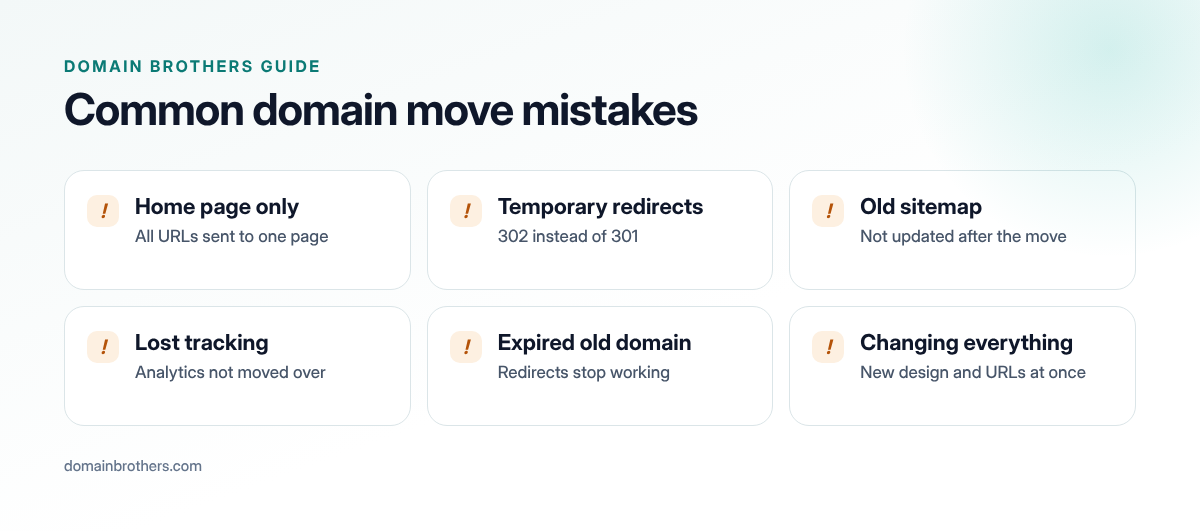 DOMAIN BROTHERS GUIDE
Common domain move mistakes
! Home page only
All URLs sent to one page
! Temporary redirects
302 instead of 301
! Old sitemap
Not updated after the move
! Lost tracking
Analytics not moved over
! Expired old domain
Redirects stop working
! Changing everything
New design and URLs at once
domainbrothers.com